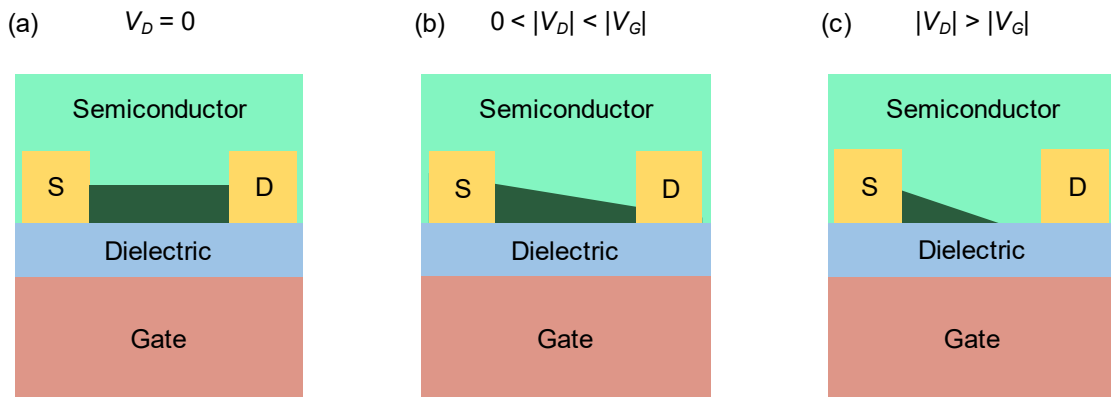 (a) V_D = 0
(b) 0 < |V_D| < |V_G|
(c) |V_D| > |V_G|
Semiconductor
S D
Dielectric
Gate
Semiconductor
S D
Dielectric
Gate
Semiconductor
S D
Dielectric
Gate